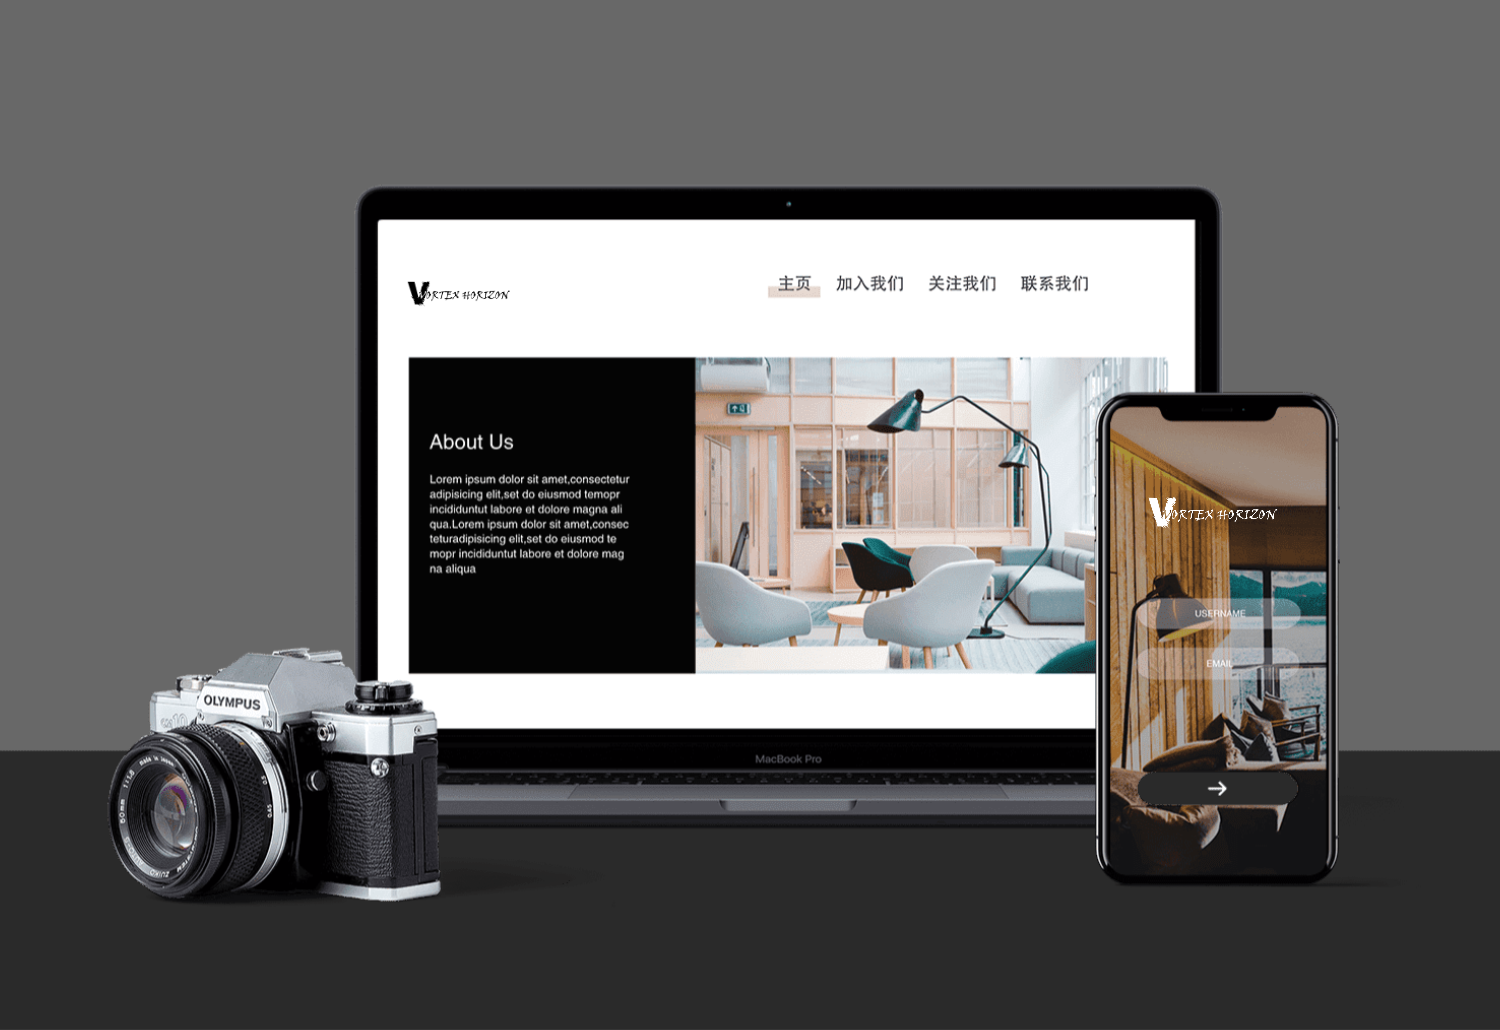 VORTEX HORIZON
主页 加入我们 关注我们 联系我们
About Us
Lorem ipsum dolor sit amet,consectetur
adipisicing elit,set do eiusmod temopr
incididuntut labore et dolore magna ali
qua.Lorem ipsum dolor sit amet,consec
teturadipisicing elit,set do eiusmod te
mopr incididuntut labore et dolore mag
na aliqua
VORTEX HORIZON
USERNAME
EMAIL
OLYMPUS
MacBook Pro